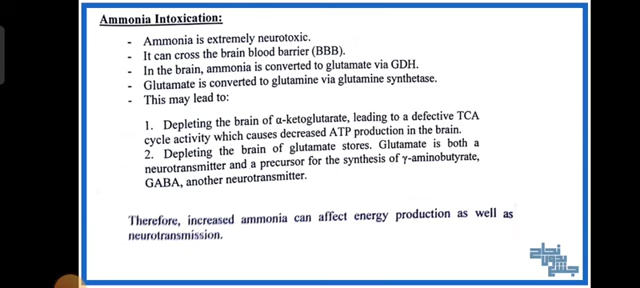 Ammonia Intoxication:
- Ammonia is extremely neurotoxic.
- It can cross the brain blood barrier (BBB).
- In the brain, ammonia is converted to glutamate via GDH.
- Glutamate is converted to glutamine via glutamine synthetase.
- This may lead to:
1. Depleting the brain of α-ketoglutarate, leading to a defective TCA
cycle activity which causes decreased ATP production in the brain.
2. Depleting the brain of glutamate stores. Glutamate is both a
neurotransmitter and a precursor for the synthesis of γ-aminobutyrate,
GABA, another neurotransmitter.
Therefore, increased ammonia can affect energy production as well as
neurotransmission.
نجاح
بدون